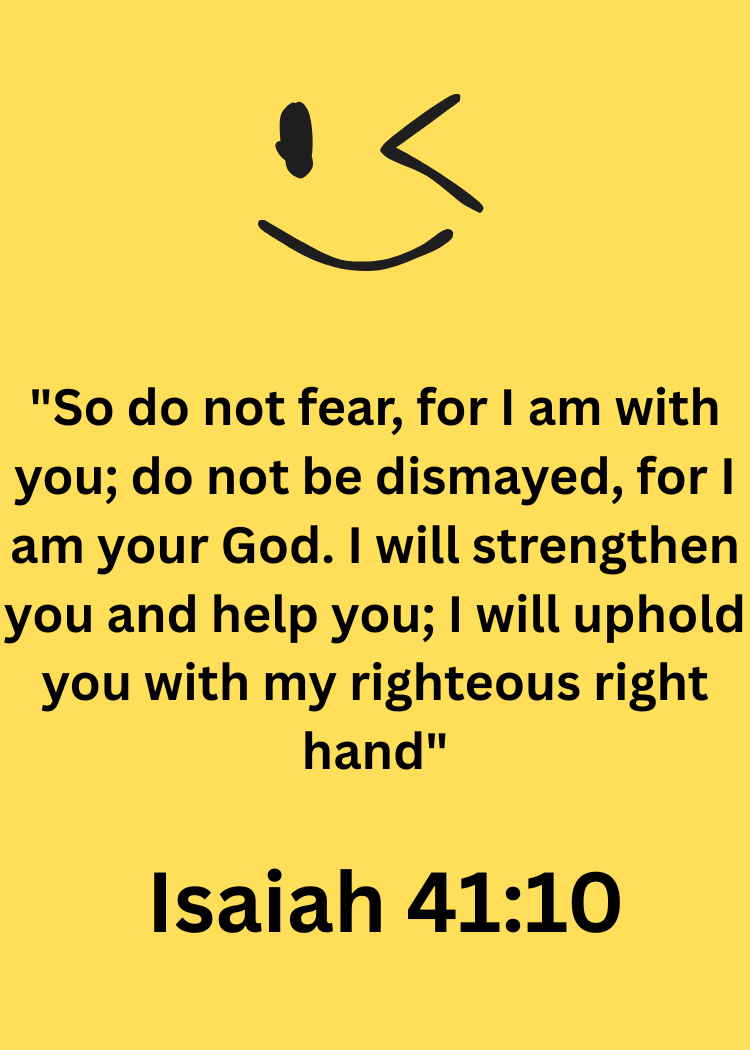 "So do not fear, for I am with
you; do not be dismayed, for I
am your God. I will strengthen
you and help you; I will uphold
you with my righteous right
hand"
Isaiah 41:10